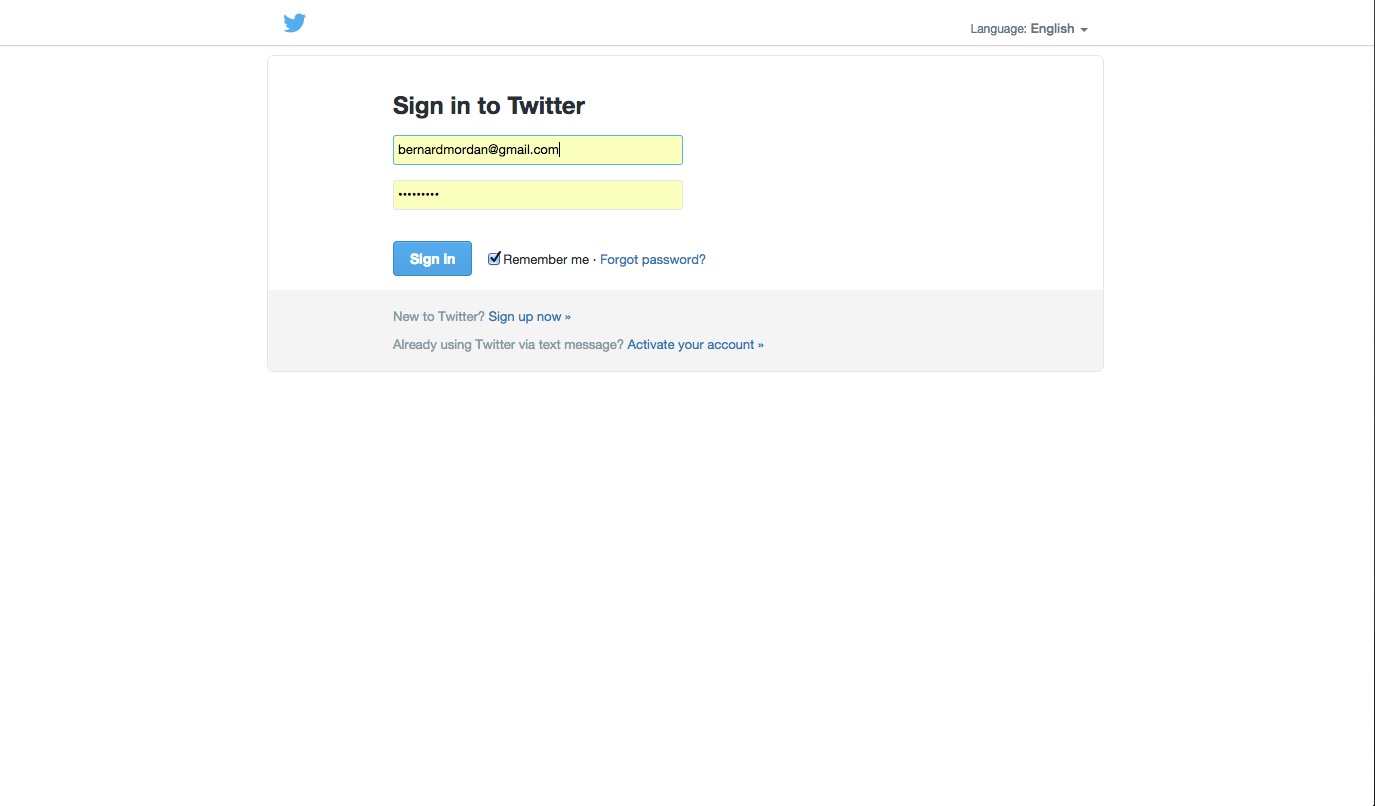 Language: English
Sign in to Twitter
bernardmordan@gmail.com
•••••••••
Sign in
Remember me · Forgot password?
New to Twitter? Sign up now »
Already using Twitter via text message? Activate your account »